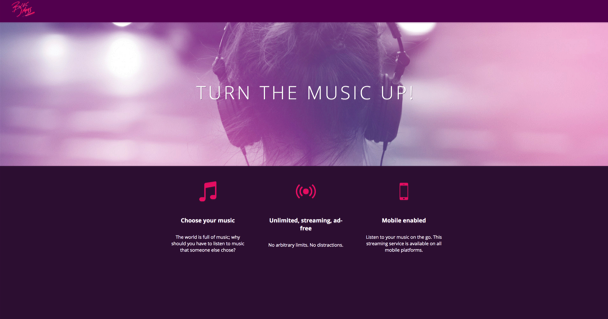 TURN THE MUSIC UP!
Choose your music
Unlimited, streaming, ad-
free
Mobile enabled
The world is full of music; why
should you have to listen to music
that someone else chose?
No arbitrary limits. No distractions.
Listen to your music on the go. This
streaming service is available on all
mobile platforms.